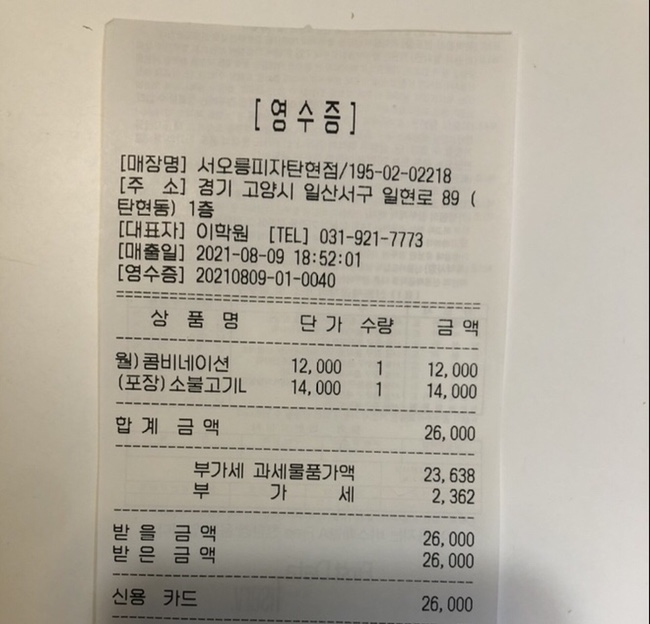 [영수증]
[매장명] 서오릉피자탄현점/195-02-02218
[주 소] 경기 고양시 일산서구 일현로 89 (
탄현동) 1층
[대표자] 이학원 [TEL] 031-921-7773
[매출일] 2021-08-09 18:52:01
[영수증] 20210809-01-0040
상 품 명 단 가 수량 금 액
월)콤비네이션 12,000 1 12,000
(포장)소불고기L 14,000 1 14,000
합 계 금 액 26,000
부가세 과세물품가액 23,638
부 가 세 2,362
받 을 금 액 26,000
받 은 금 액 26,000
신용 카드 26,000